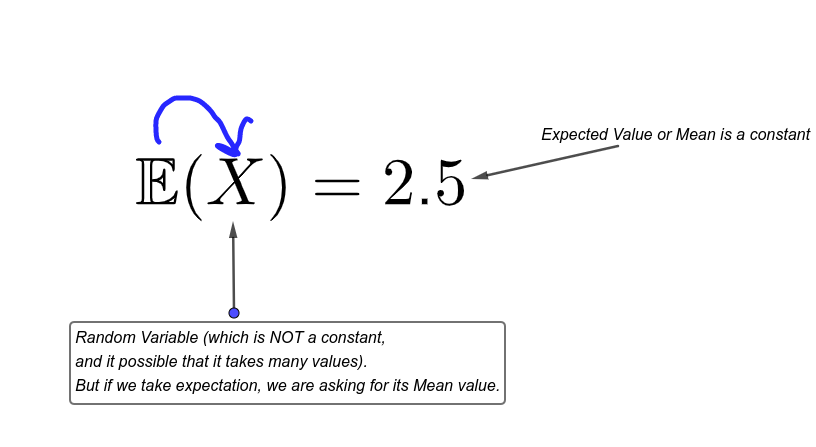 Expected Value or Mean is a constant
𝔼(X) = 2.5
Random Variable (which is NOT a constant,
and it possible that it takes many values).
But if we take expectation, we are asking for its Mean value.